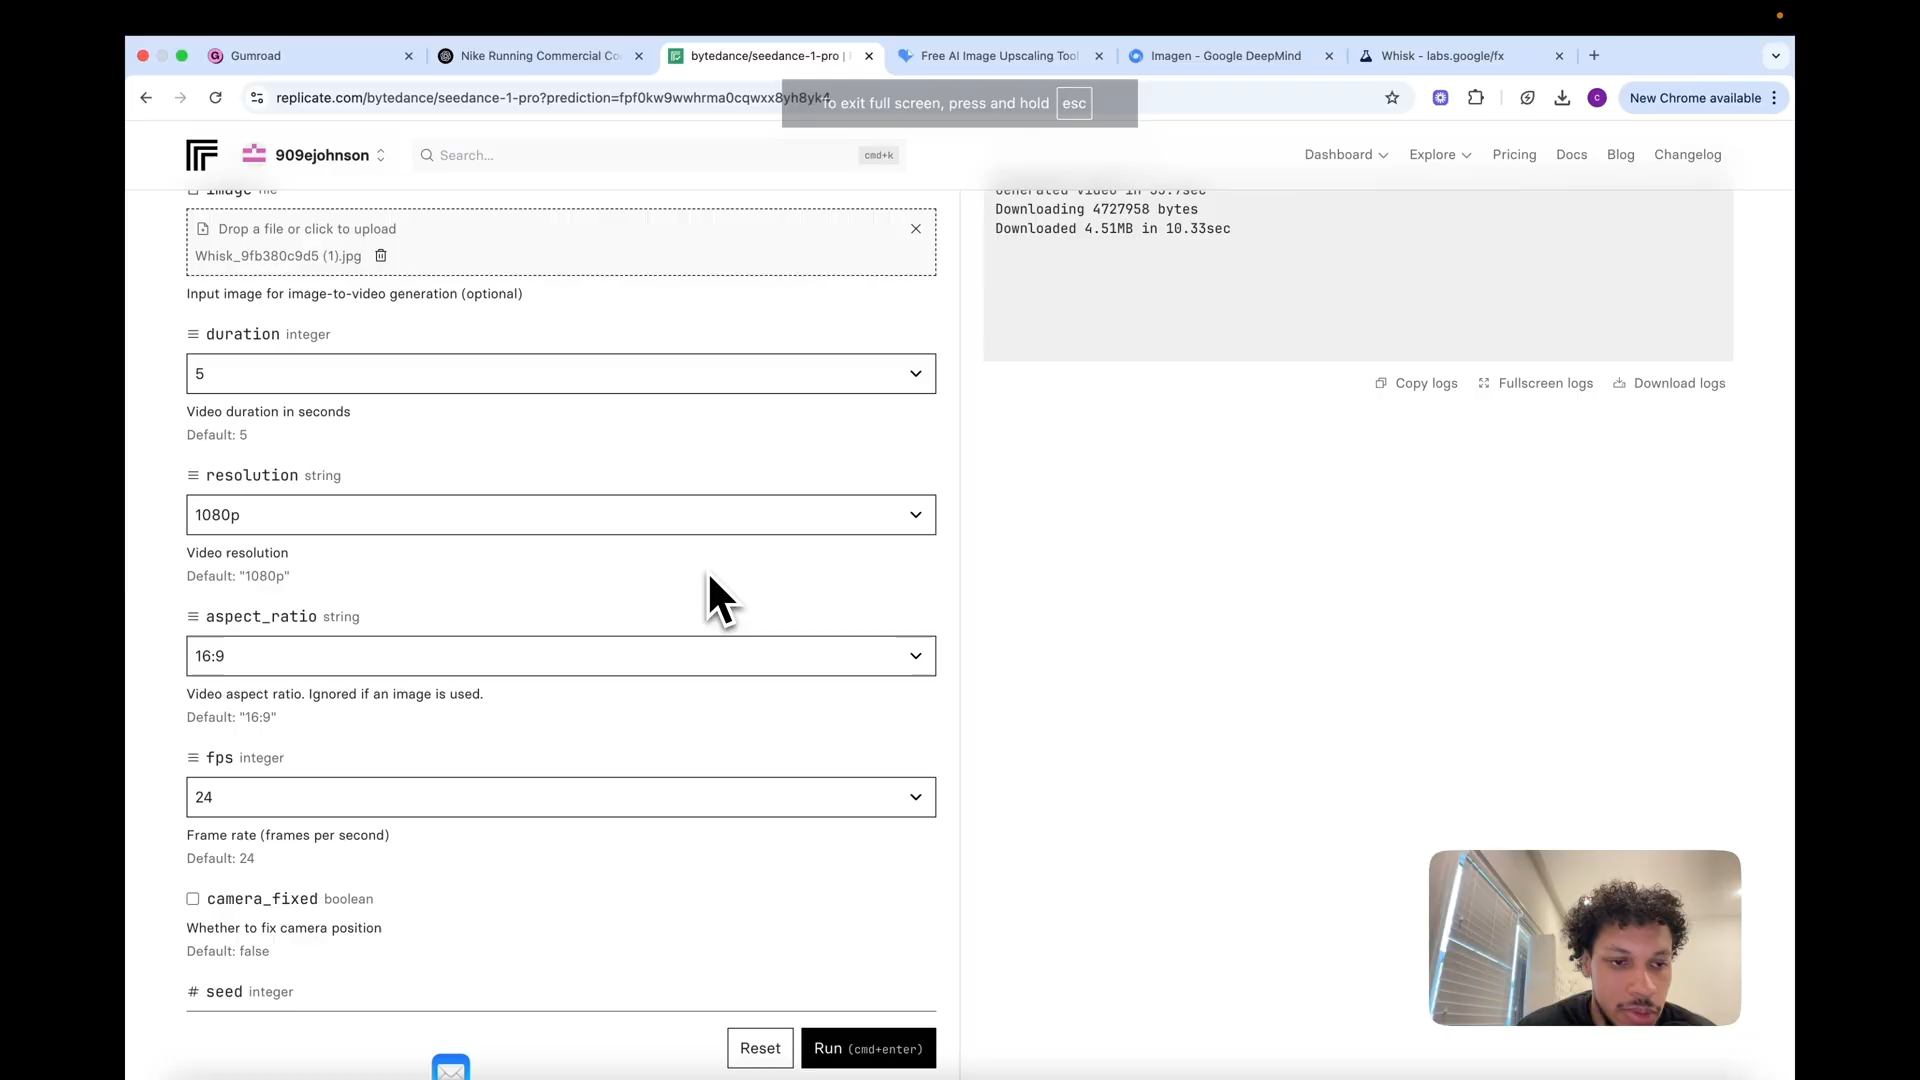 Gumroad
Nike Running Commercial Co
bytedance/seedance-1-pro |
Free AI Image Upscaling Tool
Imagen - Google DeepMind
Whisk - labs.google/fx
replicate.com/bytedance/seedance-1-pro?prediction=fpf0kw9wwhrma0cqwxx8yh8yk4
To exit full screen, press and hold esc
New Chrome available
909ejohnson
Search...
cmd+k
Dashboard
Explore
Pricing
Docs
Blog
Changelog
image file
Drop a file or click to upload
Whisk_9fb380c9d5 (1).jpg
Input image for image-to-video generation (optional)
duration integer
5
Video duration in seconds
Default: 5
resolution string
1080p
Video resolution
Default: "1080p"
aspect_ratio string
16:9
Video aspect ratio. Ignored if an image is used.
Default: "16:9"
fps integer
24
Frame rate (frames per second)
Default: 24
camera_fixed boolean
Whether to fix camera position
Default: false
# seed integer
Reset
Run (cmd+enter)
Generated video in 55.7sec
Downloading 4727958 bytes
Downloaded 4.51MB in 10.33sec
Copy logs
Fullscreen logs
Download logs